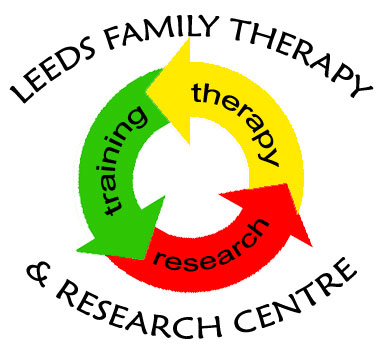 LEEDS FAMILY THERAPY
therapy
training
research
& RESEARCH CENTRE